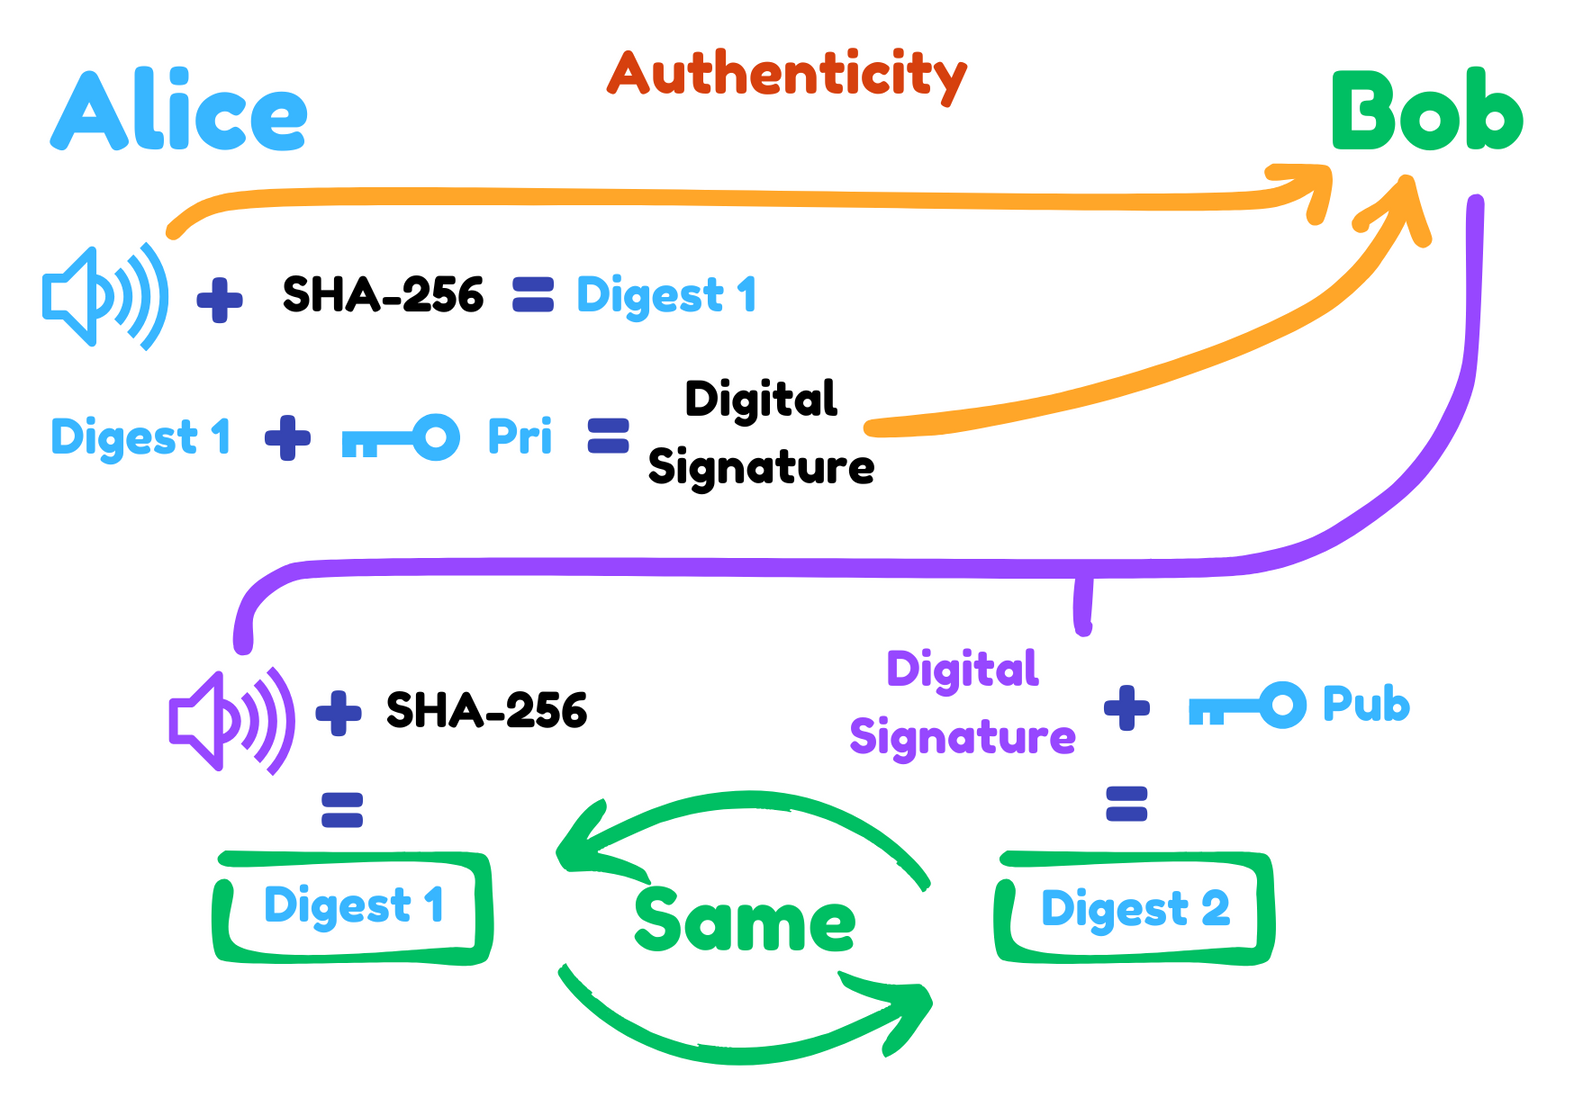 Authenticity
Alice
Bob
+ SHA-256 = Digest 1
Digest 1 + Pri = Digital
Signature
+ SHA-256
=
Digest 1
Digital
Signature + Pub
=
Digest 2
Same